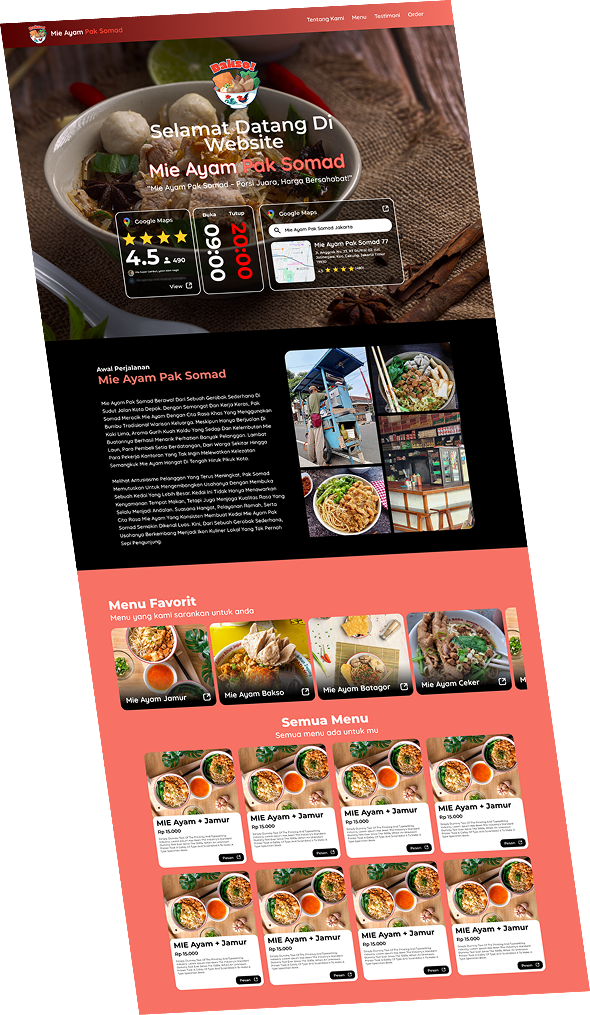 Mie Ayam Pak Somad
Tentang Kami
Menu
Testimoni
Order
Bakso!
Selamat Datang Di
Website
Mie Ayam Pak Somad
"Mie Ayam Pak Somad – Porsi Juara, Harga Bersahabat!"
Google Maps
4.5
490
View
Buka
Tutup
09:00
20:00
Google Maps
Mie Ayam Pak Somad Jakarta
Mie Ayam Pak Somad 77
4.5
Awal Perjalanan
Mie Ayam Pak Somad
Mie Ayam Pak Somad Berawal Dari Sebuah Gerobak Sederhana Di
Sudut Jalan Kota Depok. Dengan Semangat Dan Kerja Keras, Pak
Somad Meracik Mie Ayam Dengan Cita Rasa Khas Yang Menggunakan
Bumbu Tradisional Warisan Keluarga. Meskipun Hanya Berjualan Di
Kaki Lima, Aroma Gurih Kuah Kaldu Yang Sedap Dan Kelembutan Mie
Buatannya Berhasil Menarik Perhatian Banyak Pelanggan. Lambat
Laun, Para Pembeli Setia Berdatangan, Dari Warga Sekitar Hingga
Para Pekerja Kantoran Yang Tak Ingin Melewatkan Kelezatan
Semangkuk Mie Ayam Hangat Di Tengah Hiruk Pikuk Kota.
Melihat Antusiasme Pelanggan Yang Terus Meningkat, Pak Somad
Memutuskan Untuk Mengembangkan Usahanya Dengan Membuka
Sebuah Kedai Yang Lebih Besar. Kedai Ini Tidak Hanya Menawarkan
Kenyamanan Tempat Makan, Tetapi Juga Menjaga Kualitas Rasa Yang
Selalu Menjadi Andalan. Suasana Hangat, Pelayanan Ramah, Serta
Cita Rasa Mie Ayam Yang Konsisten Membuat Kedai Mie Ayam Pak
Somad Semakin Dikenal Luas. Kini, Dari Sebuah Gerobak Sederhana,
Usahanya Berkembang Menjadi Ikon Kuliner Lokal Yang Tak Pernah
Sepi Pengunjung.
Menu Favorit
Menu yang kami sarankan untuk anda
Mie Ayam Jamur
Mie Ayam Bakso
Mie Ayam Batagor
Mie Ayam Ceker
M
Semua Menu
Semua menu ada untuk mu
MIE Ayam + Jamur
Rp 15.000
Pesan
MIE Ayam + Jamur
Rp 15.000
Pesan
MIE Ayam + Jamur
Rp 15.000
Pesan
MIE Ayam + Jamur
Rp 15.000
Pesan
MIE Ayam + Jamur
Rp 15.000
Pesan
MIE Ayam + Jamur
Rp 15.000
Pesan
MIE Ayam + Jamur
Rp 15.000
Pesan
MIE Ayam + Jamur
Rp 15.000
Pesan